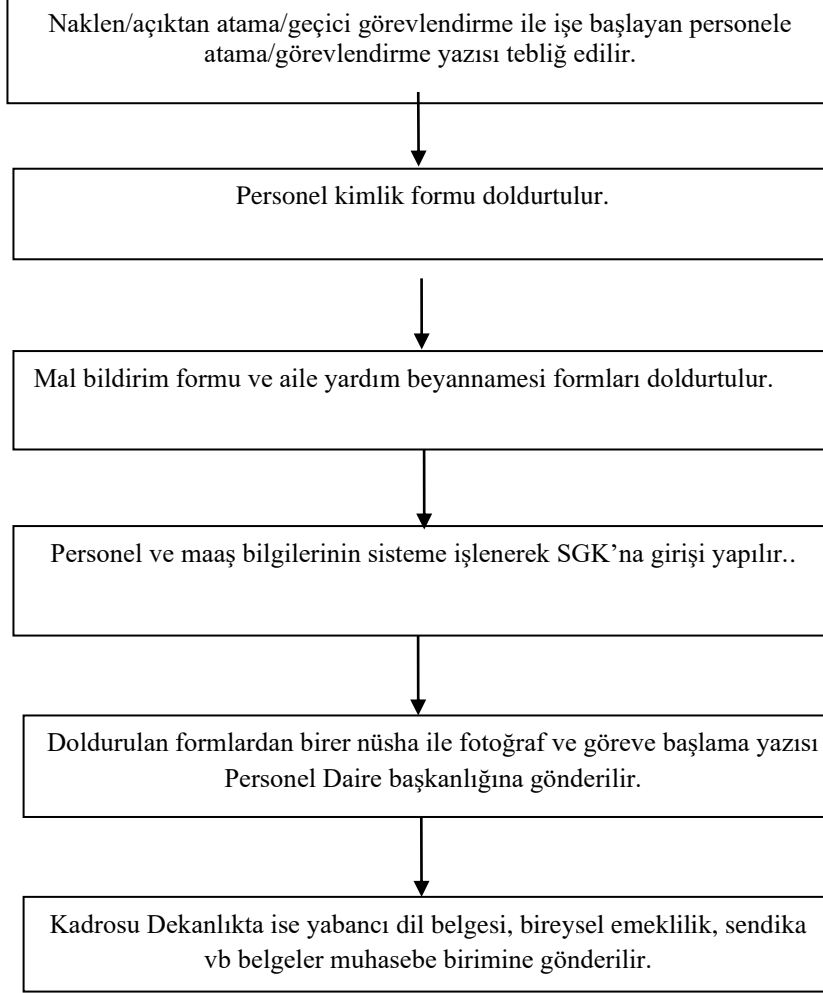 Naklen/açıktan atama/geçici görevlendirme ile işe başlayan personele
atama/görevlendirme yazısı tebliğ edilir.
Personel kimlik formu doldurtulur.
Mal bildirim formu ve aile yardım beyannamesi formları doldurtulur.
Personel ve maaş bilgilerinin sisteme işlenerek SGK’na girişi yapılır..
Doldurulan formlardan birer nüsha ile fotoğraf ve göreve başlama yazısı
Personel Daire başkanlığına gönderilir.
Kadrosu Dekanlıkta ise yabancı dil belgesi, bireysel emeklilik, sendika
vb belgeler muhasebe birimine gönderilir.